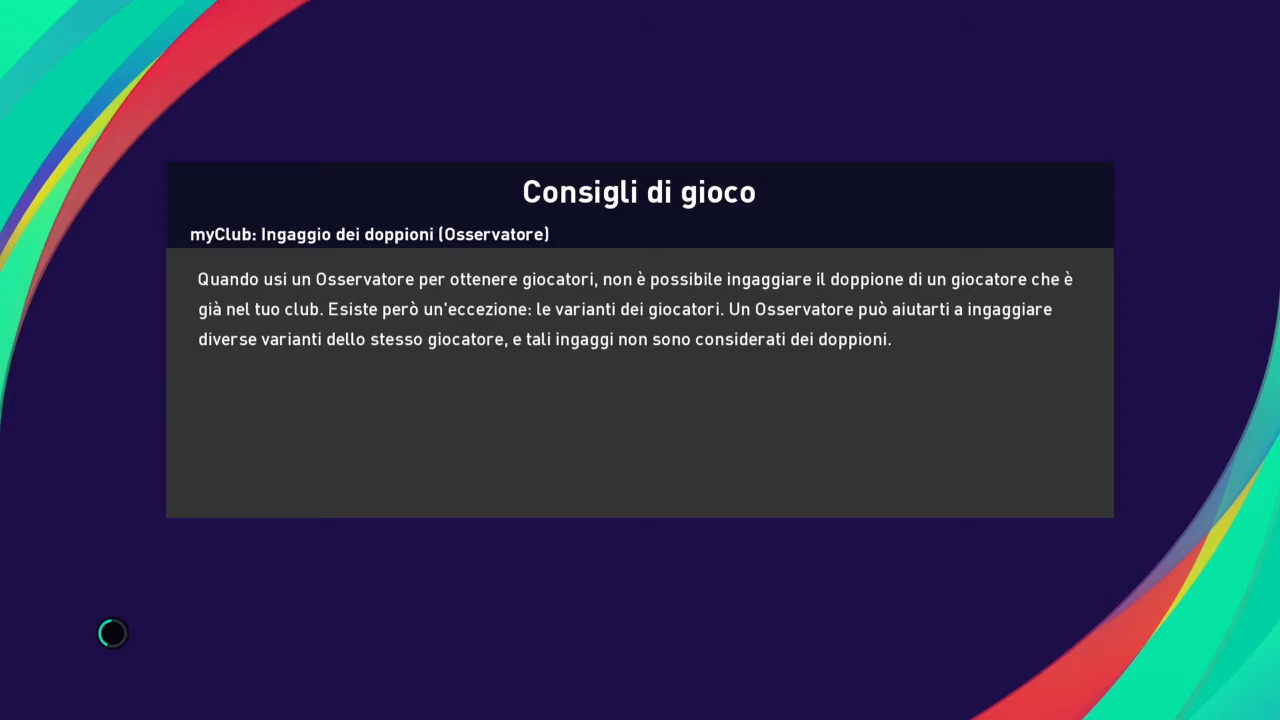 Consigli di gioco
myClub: Ingaggio dei doppioni (Osservatore)
Quando usi un Osservatore per ottenere giocatori, non è possibile ingaggiare il doppione di un giocatore che è
già nel tuo club. Esiste però un'eccezione: le varianti dei giocatori. Un Osservatore può aiutarti a ingaggiare
diverse varianti dello stesso giocatore, e tali ingaggi non sono considerati dei doppioni.